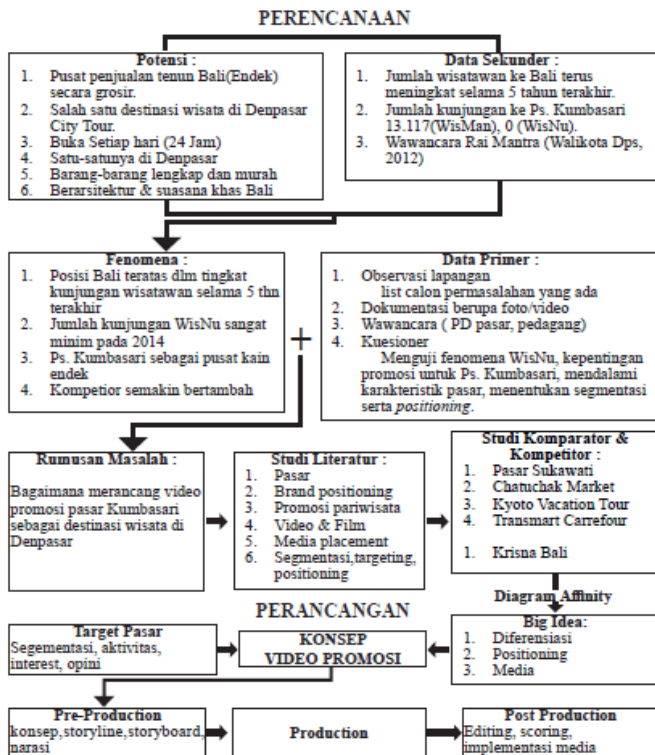 PERENCANAAN
Potensi :
1. Pusat penjualan tenun Bali(Endek)
secara grosir.
2. Salah satu destinasi wisata di Denpasar
City Tour.
3. Buka Setiap hari (24 Jam)
4. Satu-satunya di Denpasar
5. Barang-barang lengkap dan murah
6. Berarsitektur & suasana khas Bali
Data Sekunder :
1. Jumlah wisatawan ke Bali terus
meningkat selama 5 tahun terakhir.
2. Jumlah kunjungan ke Ps. Kumbasari
13.117(WisMan), 0 (WisNu).
3. Wawancara Rai Mantra (Walikota Dps,
2012)
Fenomena :
1. Posisi Bali teratas dlm tingkat
kunjungan wisatawan selama 5 thn
terakhir
2. Jumlah kunjungan WisNu sangat
minim pada 2014
3. Ps. Kumbasari sebagai pusat kain
endek
4. Kompetior semakin bertambah
+
Data Primer :
1. Observasi lapangan
list calon permasalahan yang ada
2. Dokumentasi berupa foto/video
3. Wawancara ( PD pasar, pedagang)
4. Kuesioner
Menguji fenomena WisNu, kepentingan
promosi untuk Ps. Kumbasari, mendalami
karakteristik pasar, menentukan segmentasi
serta positioning.
Rumusan Masalah :
Bagaimana merancang video
promosi pasar Kumbasari
sebagai destinasi wisata di
Denpasar
Studi Literatur :
1. Pasar
2. Brand positioning
3. Promosi pariwisata
4. Video & Film
5. Media placement
6. Segmentasi,targeting,
positioning
Studi Komparator &
Kompetitor :
1. Pasar Sukawati
2. Chatuchak Market
3. Kyoto Vacation Tour
4. Transmart Carrefour
1. Krisna Bali
Diagram Affinity
PERANCANGAN
Target Pasar
Segementasi, aktivitas,
interest, opini
KONSEP
VIDEO PROMOSI
Big Idea:
1. Diferensiasi
2. Positioning
3. Media
Pre-Production
konsep,storyline,storyboard,
narasi
Production
Post Production
Editing, scoring,
implementasi media